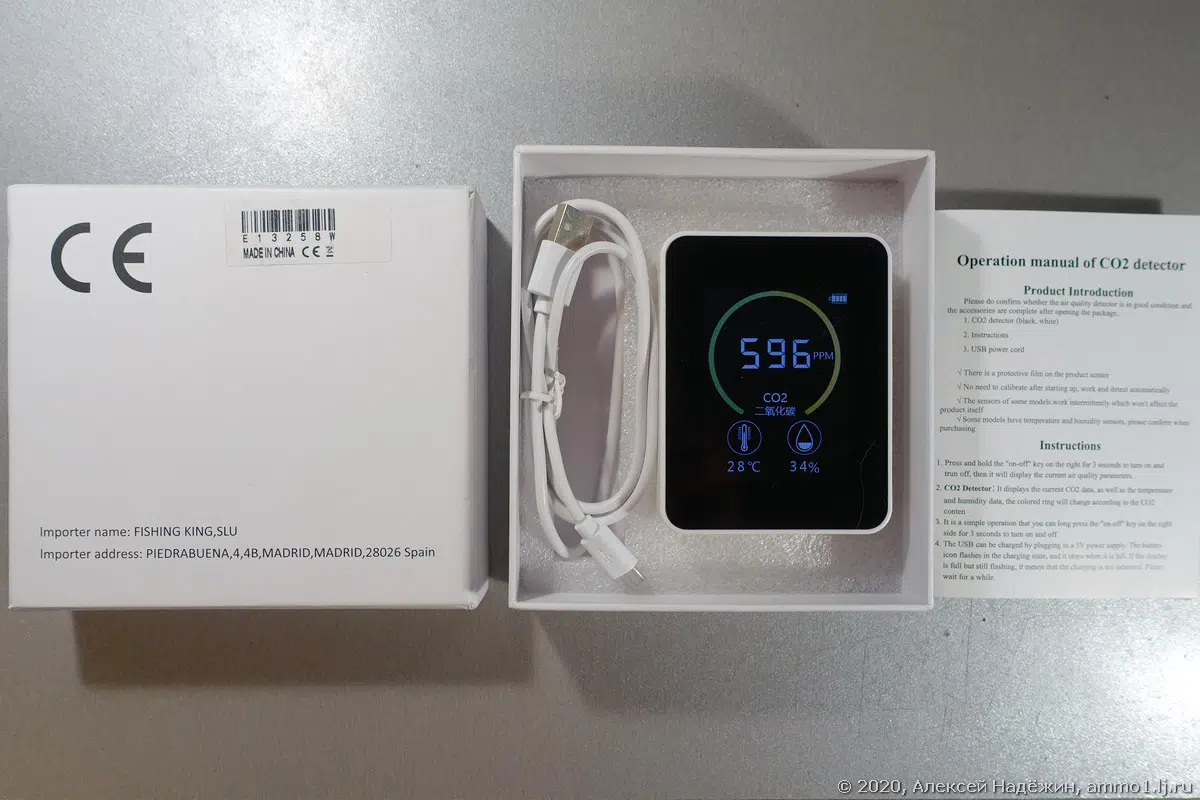 CE
E13258W
MADE IN CHINA CE
Importer name: FISHING KING,SLU
Importer address: PIEDRABUENA,4,4B,MADRID,MADRID,28026 Spain
596 PPM
CO2
二氧化碳
28℃ 34%
Operation manual of CO2 detector
Product Introduction
Please do confirm whether the air quality detector is in good condition and
the accessories are complete after opening the package.
1. CO2 detector (black, white)
2. Instructions
3. USB power cord
√ There is a protective film on the product screen
√ No need to calibrate after starting up, work and detect automatically
√ The sensors of some models work intermittently which won't affect the
product itself
√ Some models have temperature and humidity sensors, please confirm when
purchasing
Instructions
1. Press and hold the "on-off" key on the right for 3 seconds to turn on and
trun off, then it will display the current air quality parameters.
2. CO2 Detector: It displays the current CO2 data, as well as the temperature
and humidity data, the colored ring will change according to the CO2
conten
3. It is a simple operation that you can long press the "on-off" key on the right
side for 3 seconds to turn on and off
4. The USB can be charged by plugging in a 5V power supply. The battery
icon flashes in the charging state, and it stops when it is full. If the display
is full but still flashing, it means that the charging is not saturated. Please
wait for a while.
© 2020, Алексей Надёжин, ammo1.lj.ru